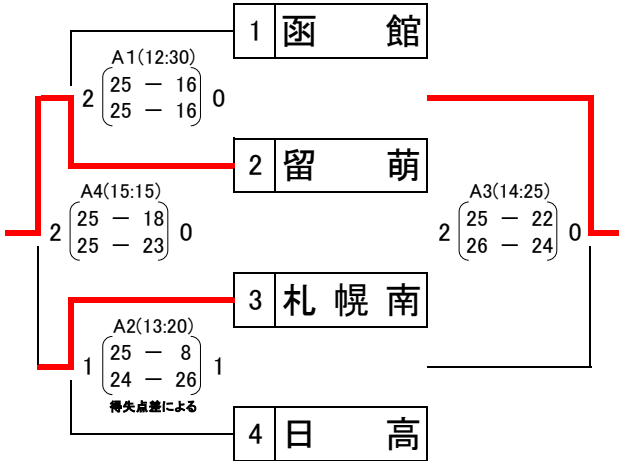 1 函館
A1(12:30)
2 25 － 16 0
25 － 16
2 留萌
A4(15:15)
2 25 － 18 0
25 － 23
A3(14:25)
2 25 － 22 0
26 － 24
3 札幌南
A2(13:20)
1 25 － 8 1
24 － 26
得失点差による
4 日高